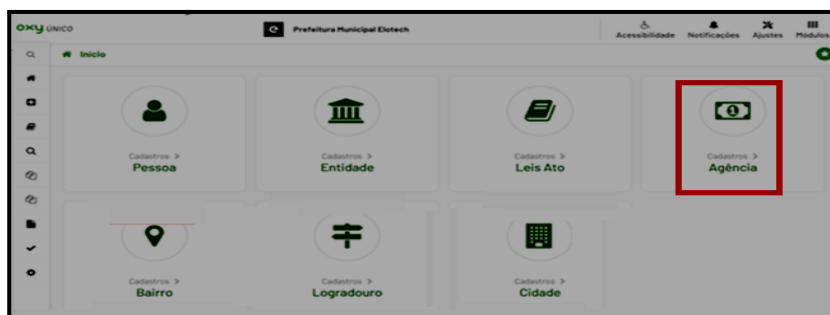 oxy ÚNICO
Prefeitura Municipal Elotech
Acessibilidade Notificações Ajustes Módulos
Início
Cadastros >
Pessoa
Cadastros >
Entidade
Cadastros >
Leis Ato
Cadastros >
Agência
Cadastros >
Bairro
Cadastros >
Logradouro
Cadastros >
Cidade